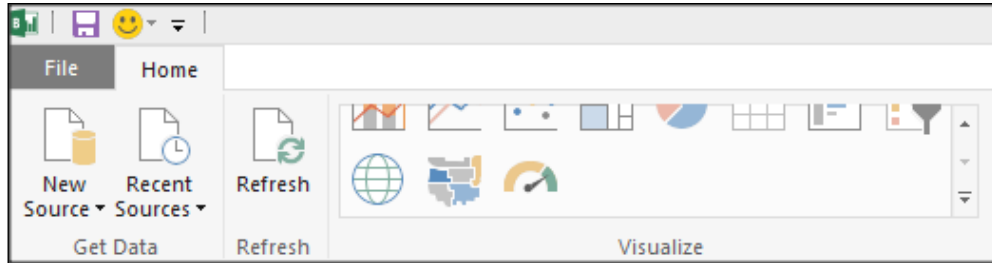 File Home
New Recent Refresh
Source Sources
Get Data Refresh Visualize